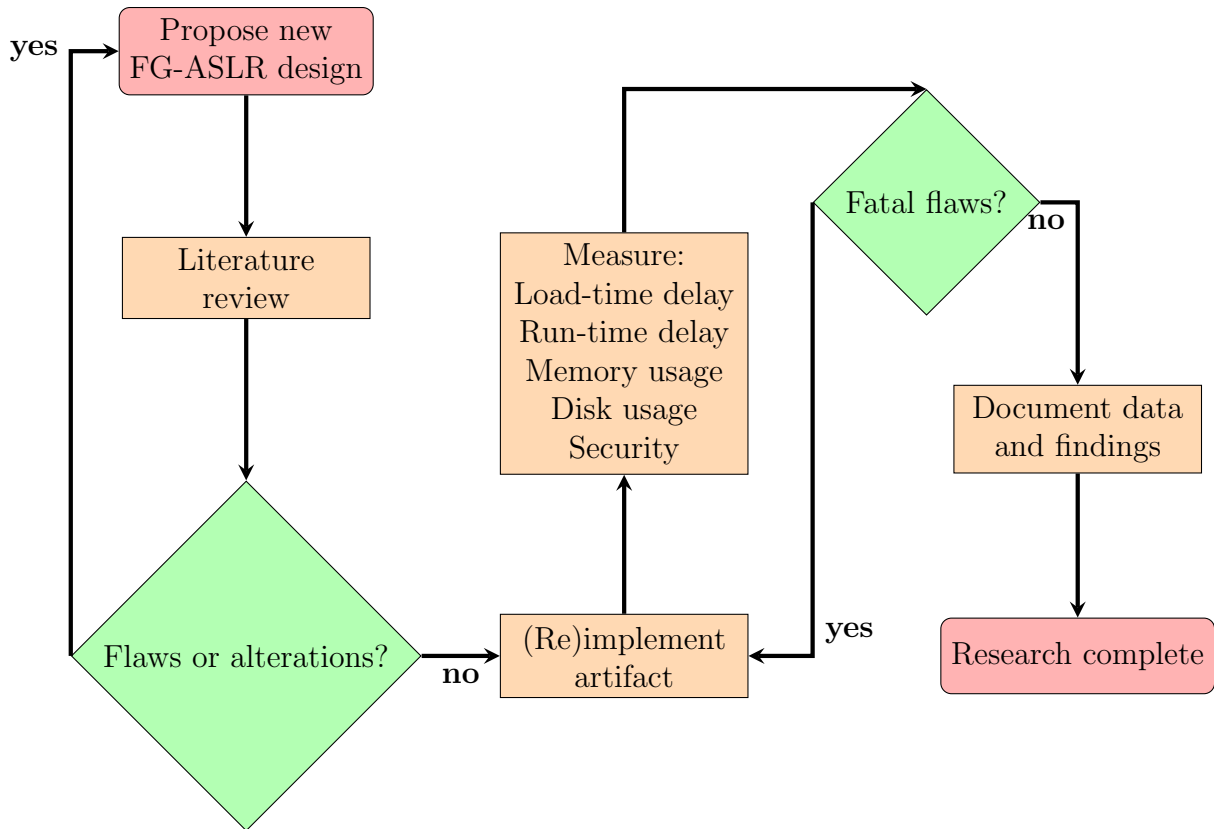 Propose new
FG-ASLR design
yes
Literature
review
Flaws or alterations?
no
(Re)implement
artifact
Measure:
Load-time delay
Run-time delay
Memory usage
Disk usage
Security
Fatal flaws?
yes
no
Document data
and findings
Research complete